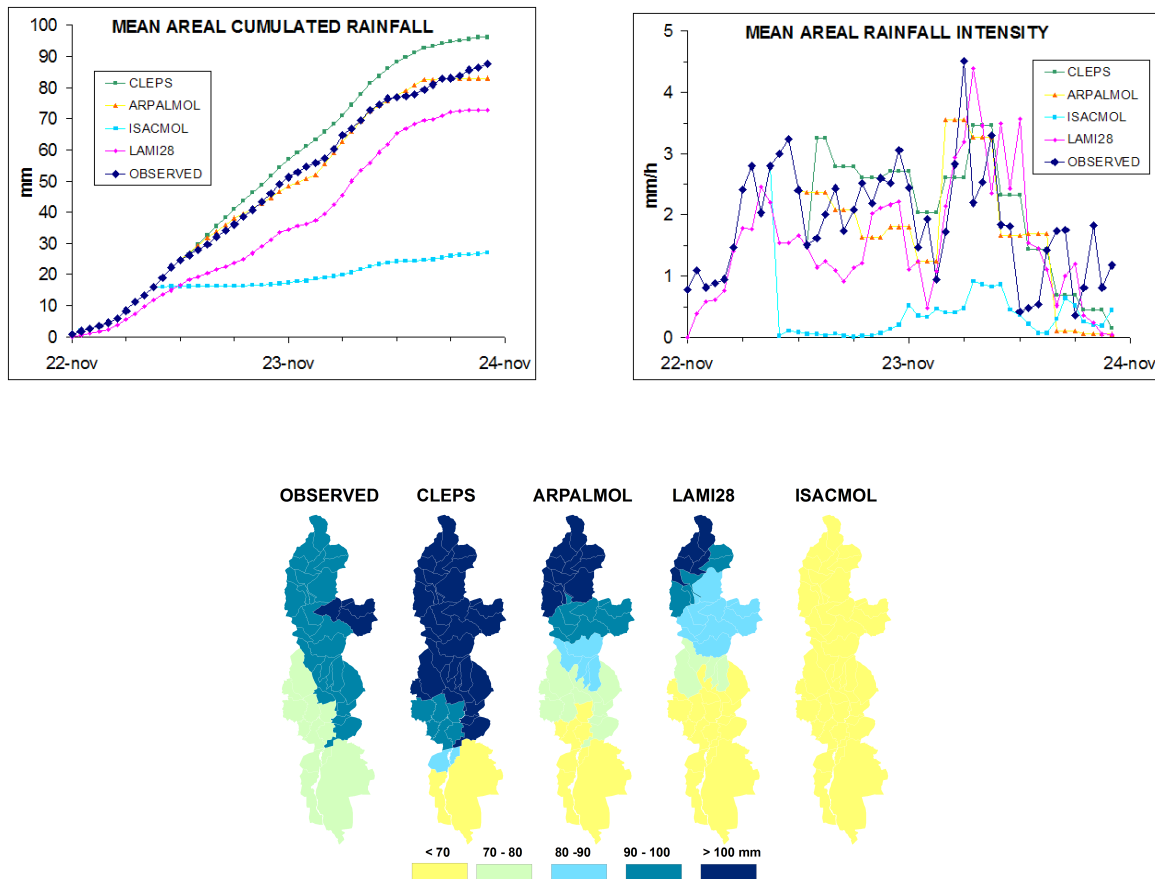 MEAN AREAL CUMULATED RAINFALL
100
90
80
70
60
50
40
30
20
10
0
mm
CLEPS
ARPALMOL
ISACMOL
LAMI28
OBSERVED
22-nov
23-nov
24-nov
MEAN AREAL RAINFALL INTENSITY
5
4
3
2
1
0
mm/h
CLEPS
ARPALMOL
ISACMOL
LAMI28
OBSERVED
22-nov
23-nov
24-nov
OBSERVED CLEPS ARPALMOL LAMI28 ISACMOL
< 70 70 - 80 80 -90 90 - 100 > 100 mm